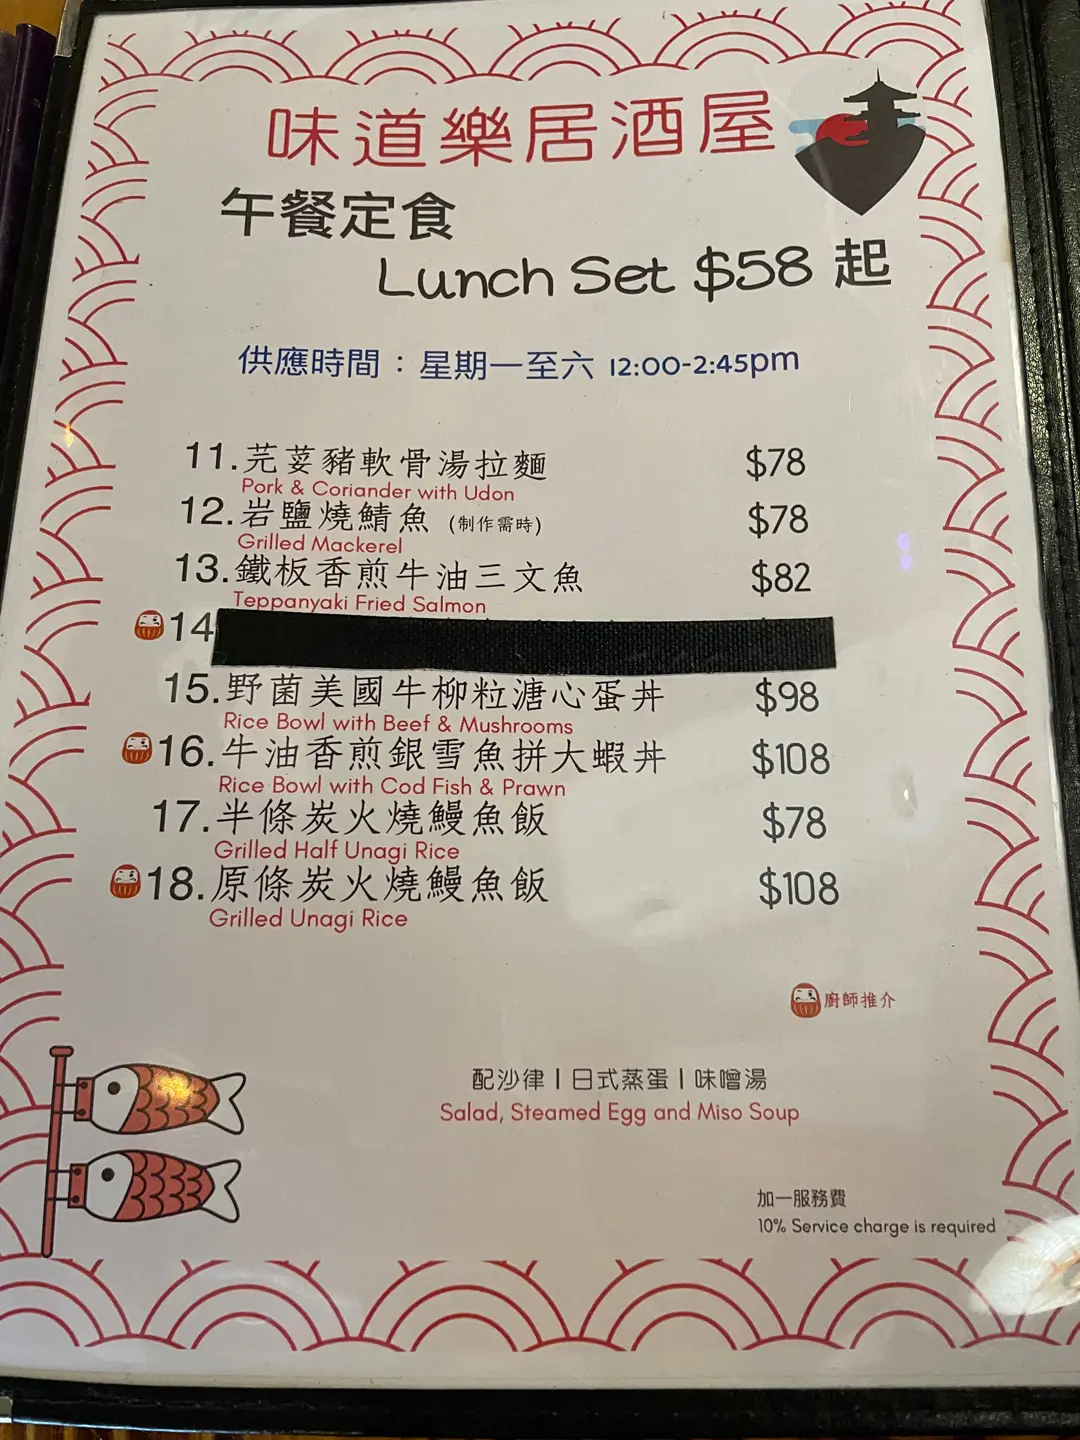 味道樂居酒屋
午餐定食
Lunch Set $58 起
供應時間：星期一至六 12:00-2:45pm
11.芫荽豬軟骨湯拉麵 $78
Pork & Coriander with Udon
12.岩鹽燒鯖魚 (制作需時) $78
Grilled Mackerel
13.鐵板香煎牛油三文魚 $82
Teppanyaki Fried Salmon
14
15.野菌美國牛柳粒溏心蛋丼 $98
Rice Bowl with Beef & Mushrooms
16.牛油香煎銀雪魚拼大蝦丼 $108
Rice Bowl with Cod Fish & Prawn
17.半條炭火燒鰻魚飯 $78
Grilled Half Unagi Rice
18.原條炭火燒鰻魚飯 $108
Grilled Unagi Rice
廚師推介
配沙律 | 日式蒸蛋 | 味噌湯
Salad, Steamed Egg and Miso Soup
加一服務費
10% Service charge is required